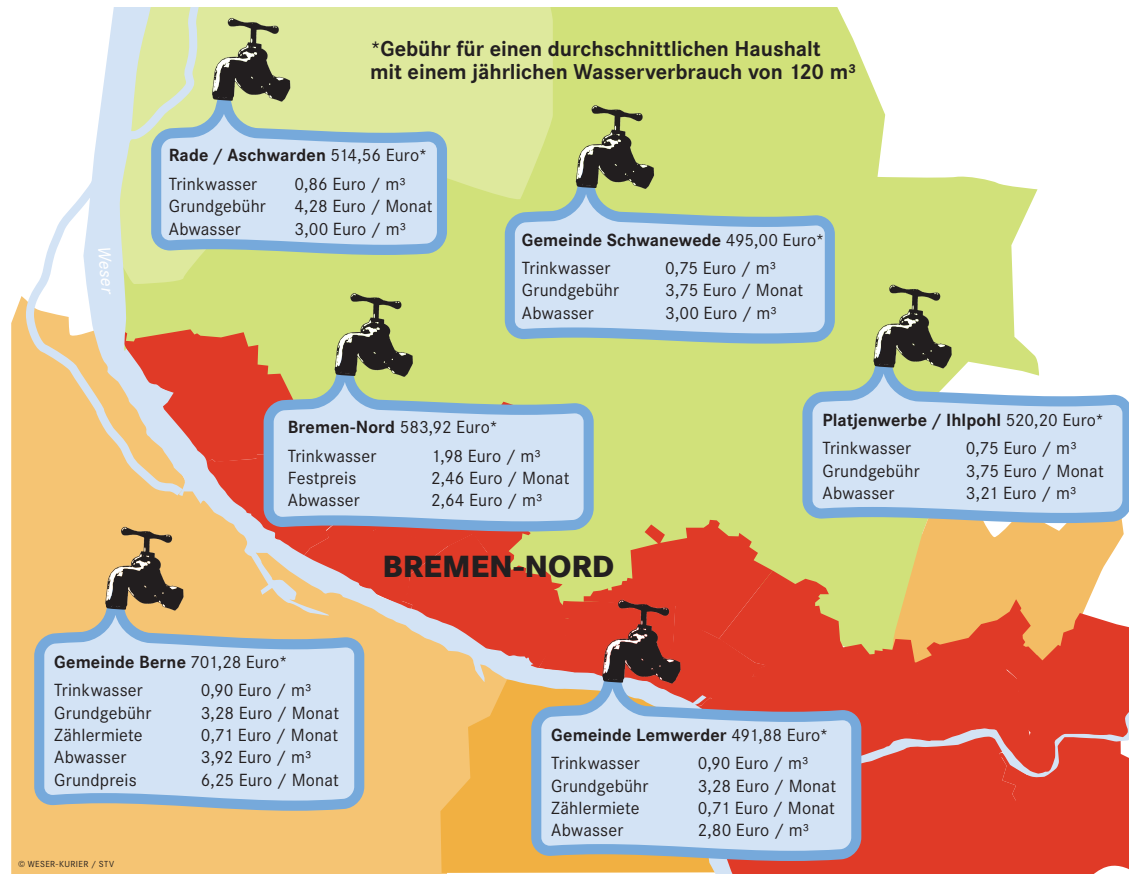 *Gebühr für einen durchschnittlichen Haushalt
mit einem jährlichen Wasserverbrauch von 120 m³
Rade / Aschwarden 514,56 Euro*
Trinkwasser 0,86 Euro / m³
Grundgebühr 4,28 Euro / Monat
Abwasser 3,00 Euro / m³
Gemeinde Schwanewede 495,00 Euro*
Trinkwasser 0,75 Euro / m³
Grundgebühr 3,75 Euro / Monat
Abwasser 3,00 Euro / m³
Weser
Bremen-Nord 583,92 Euro*
Trinkwasser 1,98 Euro / m³
Festpreis 2,46 Euro / Monat
Abwasser 2,64 Euro / m³
Platjenwerbe / Ihlpohl 520,20 Euro*
Trinkwasser 0,75 Euro / m³
Grundgebühr 3,75 Euro / Monat
Abwasser 3,21 Euro / m³
BREMEN-NORD
Gemeinde Berne 701,28 Euro*
Trinkwasser 0,90 Euro / m³
Grundgebühr 3,28 Euro / Monat
Zählermiete 0,71 Euro / Monat
Abwasser 3,92 Euro / m³
Grundpreis 6,25 Euro / Monat
Gemeinde Lemwerder 491,88 Euro*
Trinkwasser 0,90 Euro / m³
Grundgebühr 3,28 Euro / Monat
Zählermiete 0,71 Euro / Monat
Abwasser 2,80 Euro / m³
© WESER-KURIER / STV